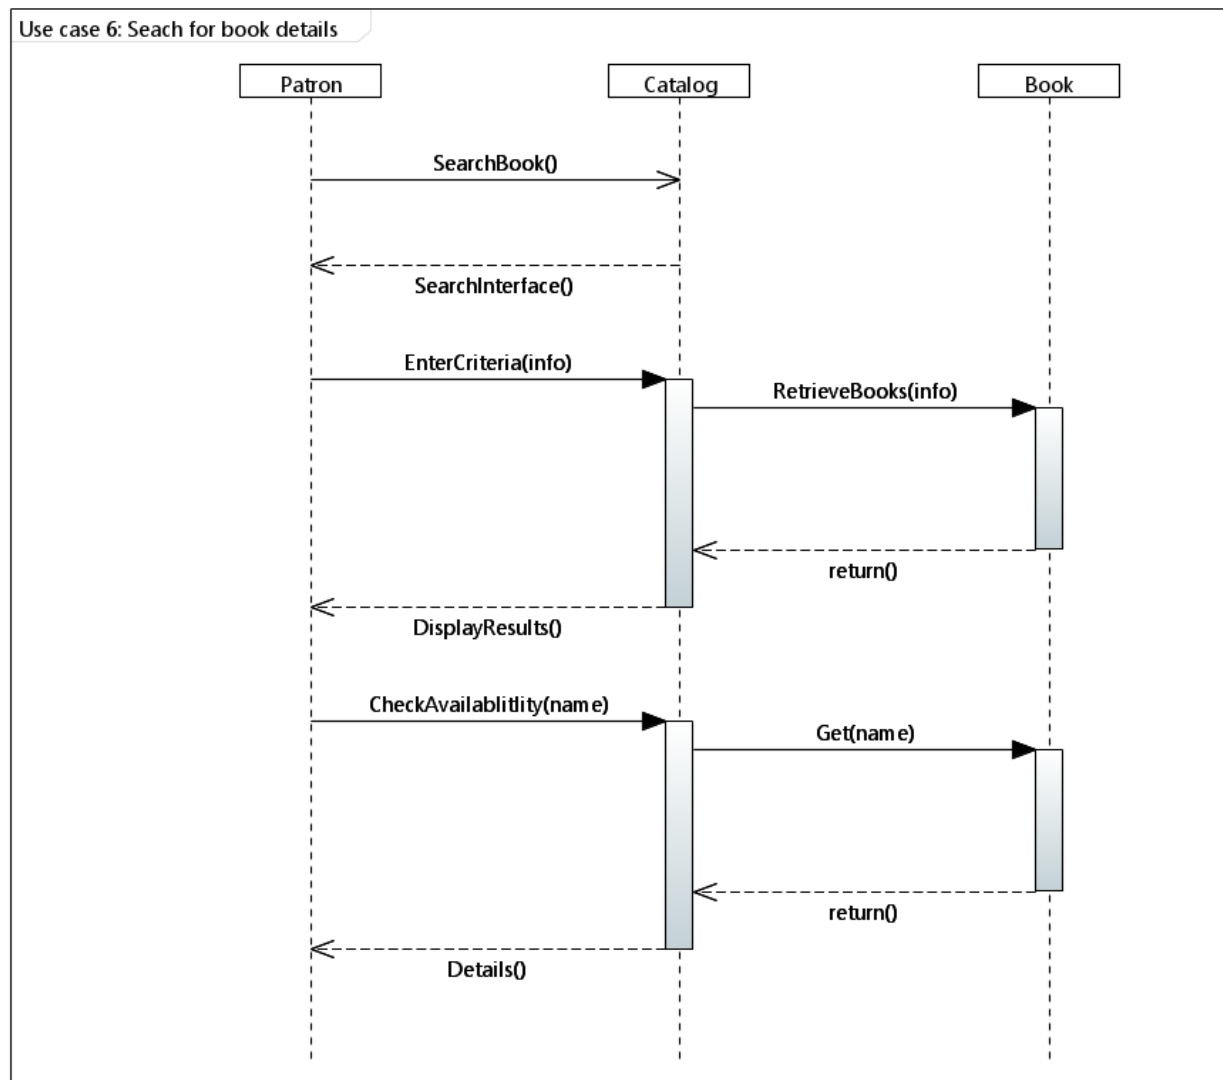 Use case 6: Seach for book details
Patron
Catalog
Book
SearchBook()
SearchInterface()
EnterCriteria(info)
RetrieveBooks(info)
return()
DisplayResults()
CheckAvailablitlity(name)
Get(name)
return()
Details()